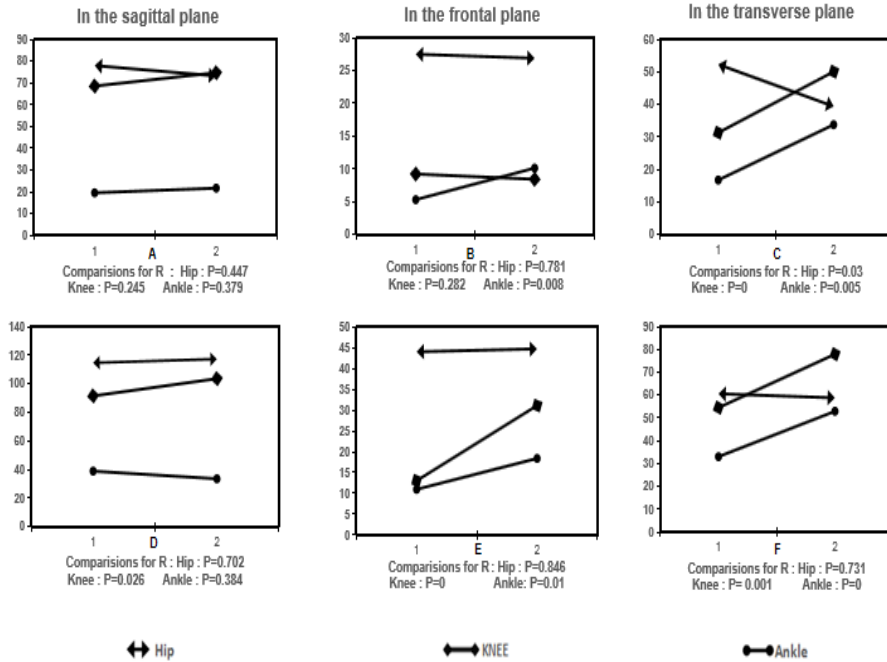 In the sagittal plane
90
80
70
60
50
40
30
20
10
0
1 A 2
Comparisions for R : Hip : P=0.447
Knee : P=0.245 Ankle : P=0.379
In the frontal plane
30
25
20
15
10
5
0
1 B 2
Comparisions for R : Hip : P=0.781
Knee : P=0.282 Ankle : P=0.008
In the transverse plane
60
50
40
30
20
10
0
1 C 2
Comparisions for R : Hip : P=0.03
Knee : P=0 Ankle : P=0.005
140
120
100
80
60
40
20
0
1 D 2
Comparisions for R : Hip : P=0.702
Knee : P=0.026 Ankle : P=0.384
50
45
40
35
30
25
20
15
10
5
0
1 E 2
Comparisions for R : Hip : P=0.846
Knee : P=0 Ankle: P=0.01
90
80
70
60
50
40
30
20
10
0
1 F 2
Comparisions for R : Hip : P=0.731
Knee : P= 0.001 Ankle : P=0
Hip KNEE Ankle